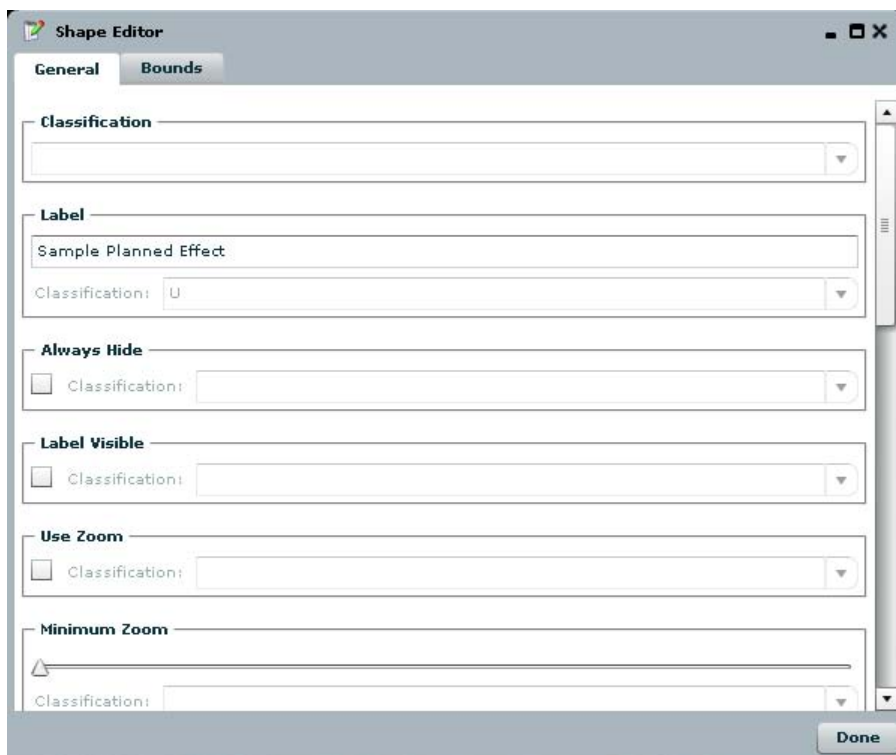 Shape Editor
General Bounds
Classification
Label
Sample Planned Effect
Classification: U
Always Hide
Classification:
Label Visible
Classification:
Use Zoom
Classification:
Minimum Zoom
Classification:
Done